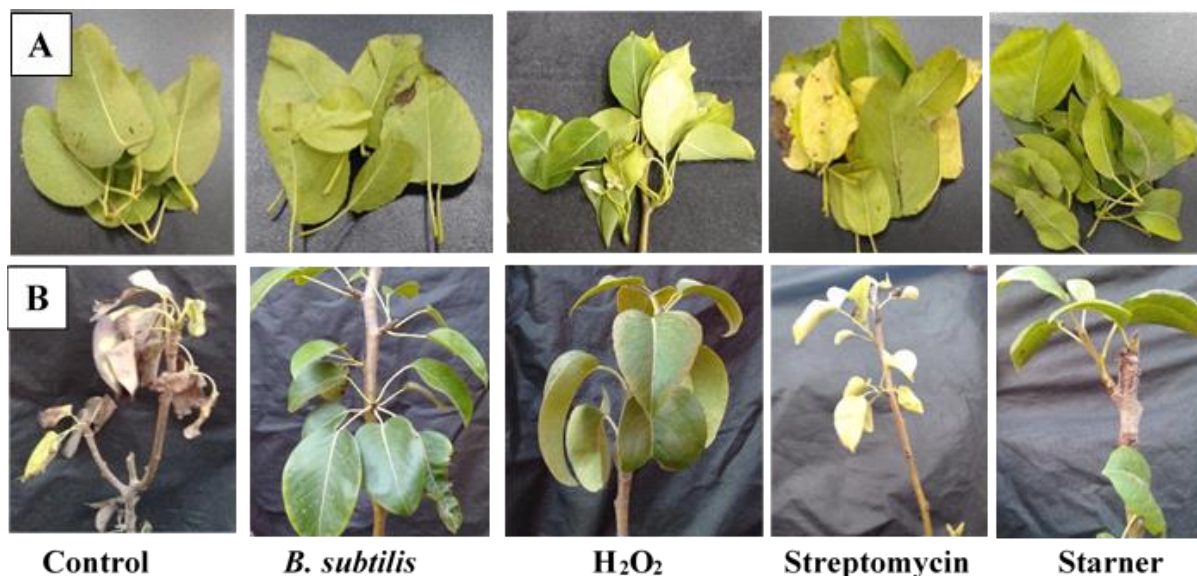 A
B
Control B. subtilis H₂O₂ Streptomycin Starner